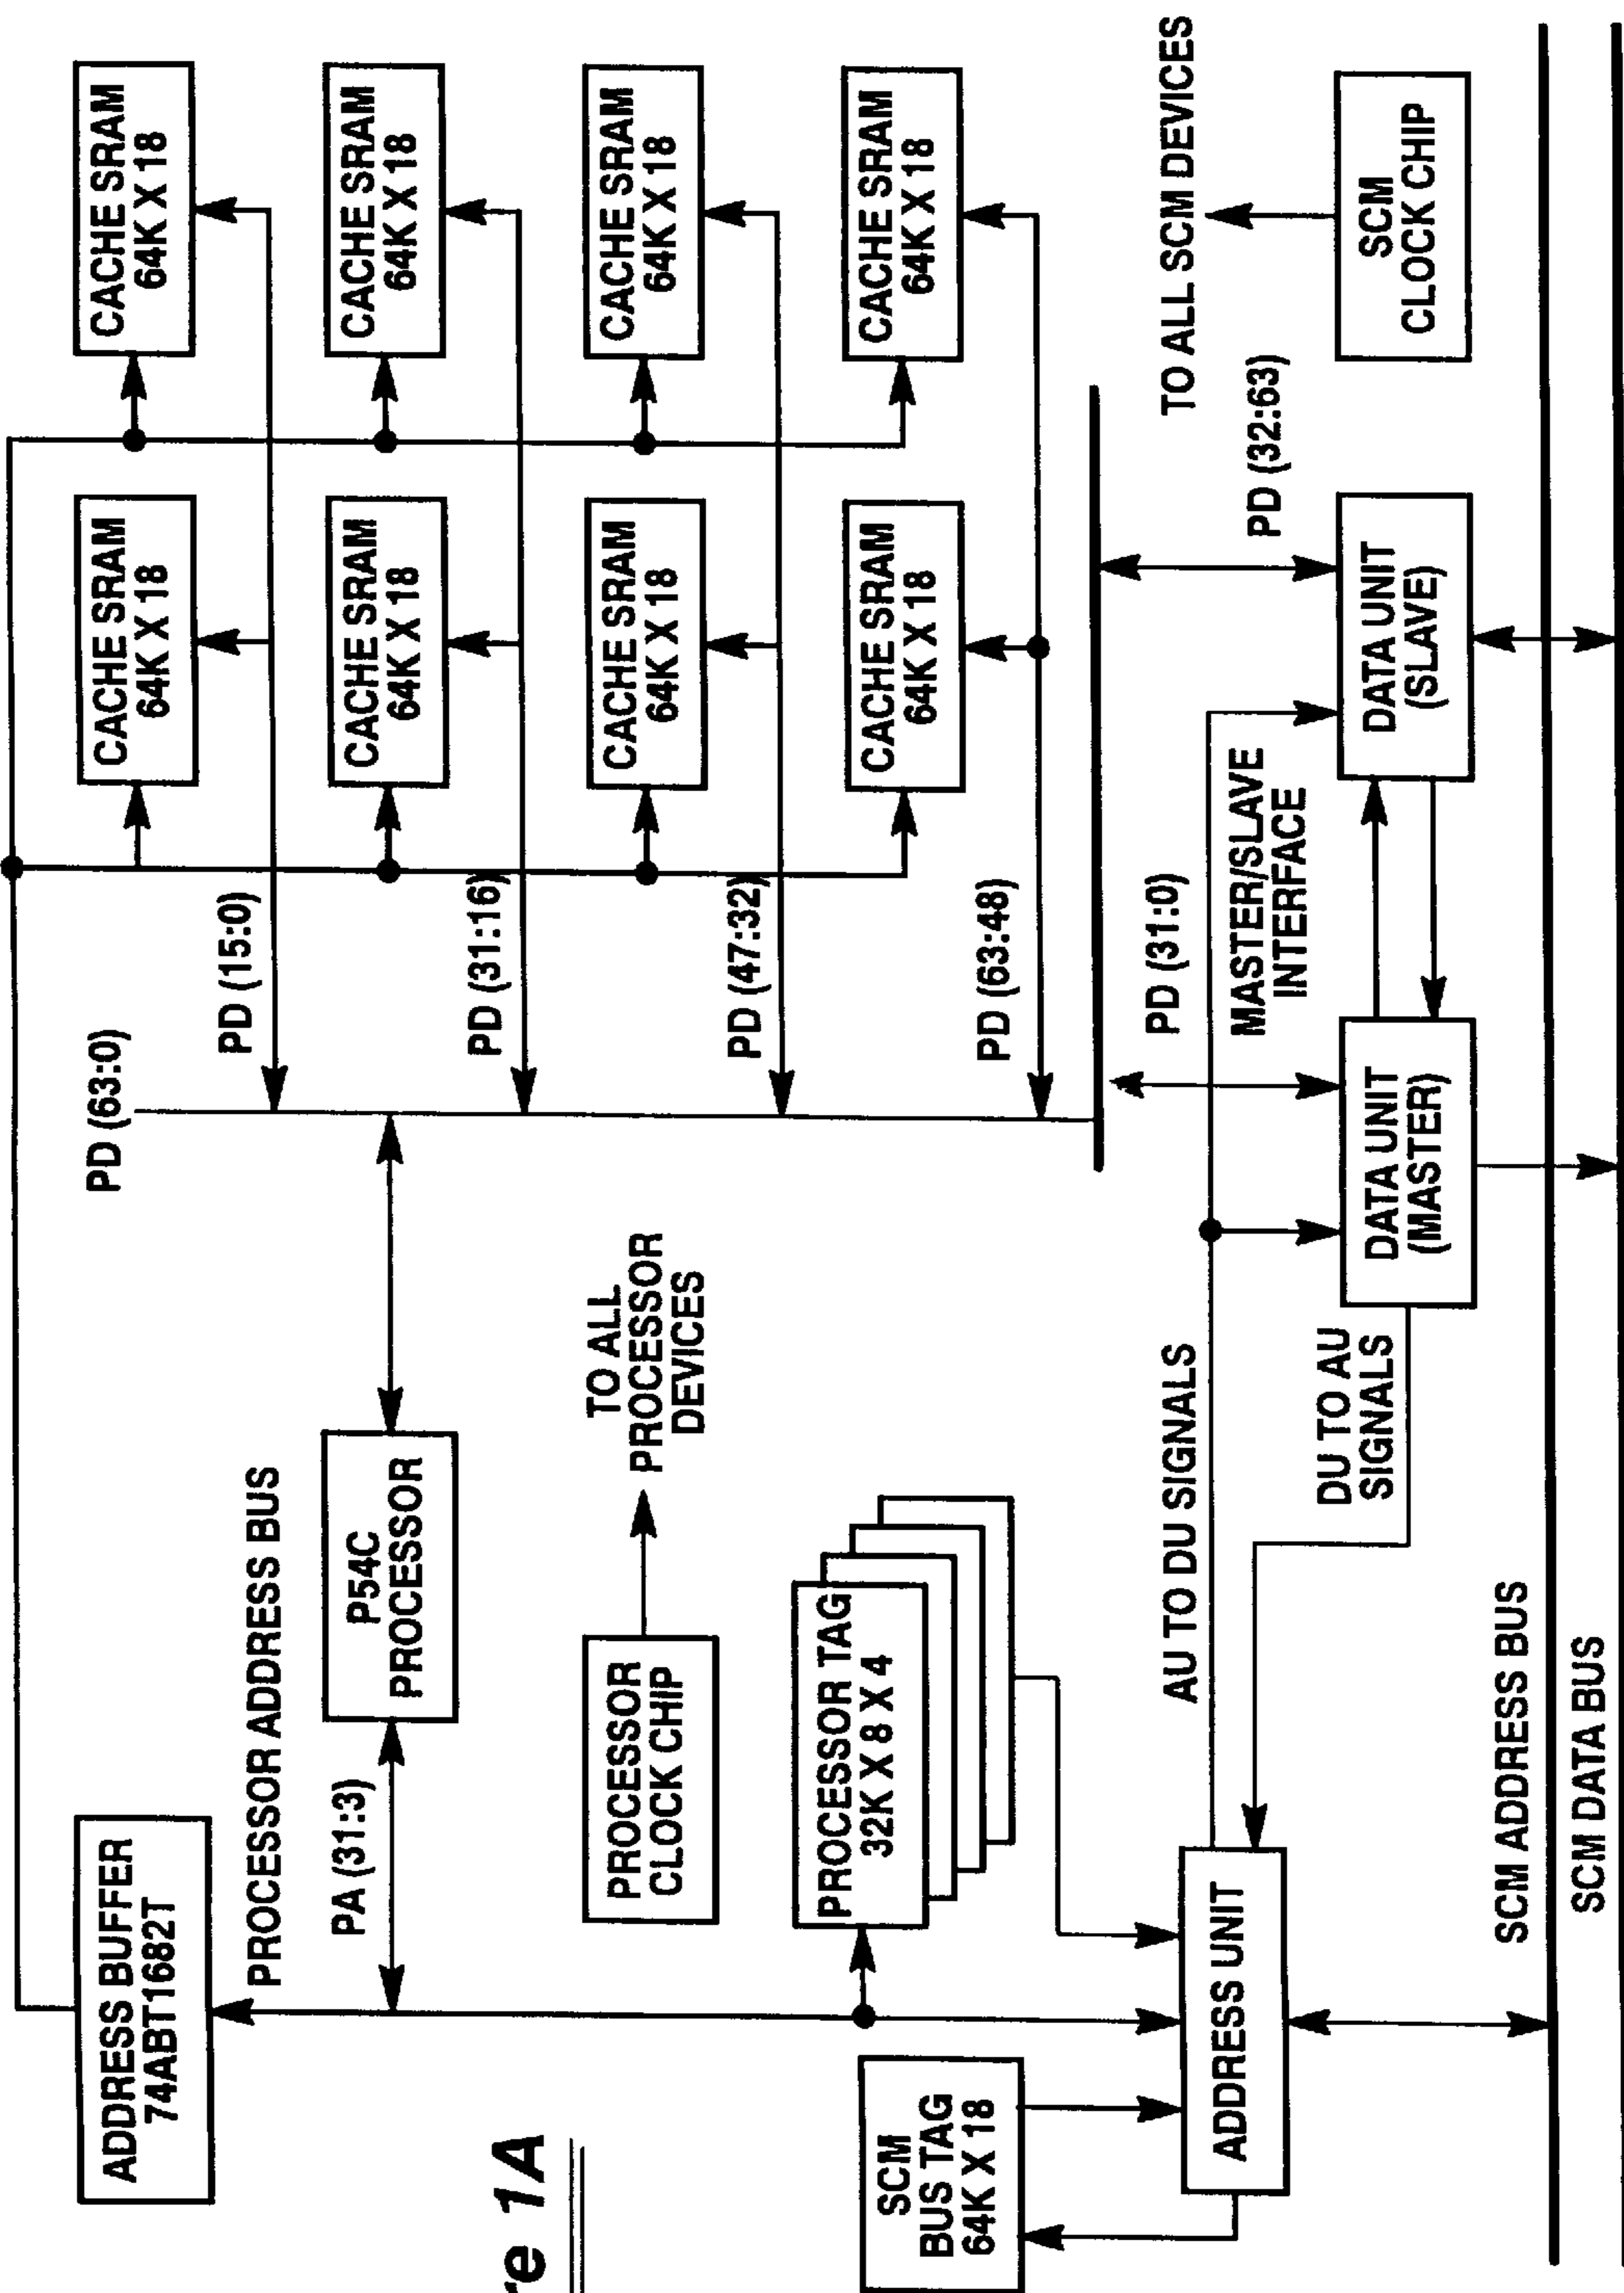 ADDRESS BUFFER
74ABT1682T
PD (63:0)
CACHE SRAM
64K X 18
CACHE SRAM
64K X 18
PROCESSOR ADDRESS BUS
PD (15:0)
PA (31:3)
P54C
PROCESSOR
CACHE SRAM
64K X 18
CACHE SRAM
64K X 18
PD (31:16)
re 1A
PROCESSOR
CLOCK CHIP
TO ALL
PROCESSOR
DEVICES
CACHE SRAM
64K X 18
CACHE SRAM
64K X 18
PD (47:32)
SCM
BUS TAG
64K X 18
PROCESSOR TAG
32K X 8 X 4
CACHE SRAM
64K X 18
CACHE SRAM
64K X 18
PD (63:48)
AU TO DU SIGNALS
PD (31:0)
TO ALL SCM DEVICES
ADDRESS UNIT
MASTER/SLAVE
INTERFACE
PD (32:63)
DU TO AU
SIGNALS
DATA UNIT
(MASTER)
DATA UNIT
(SLAVE)
SCM
CLOCK CHIP
SCM ADDRESS BUS
SCM DATA BUS